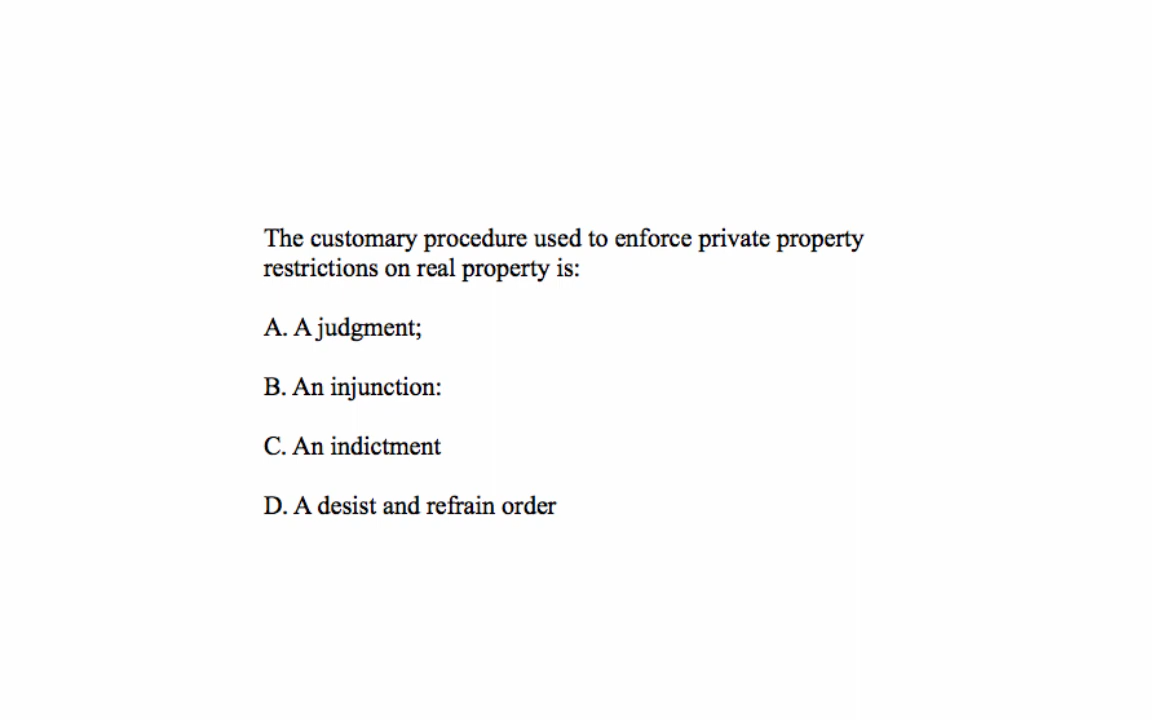 The customary procedure used to enforce private property
restrictions on real property is:
A. A judgment;
B. An injunction:
C. An indictment
D. A desist and refrain order